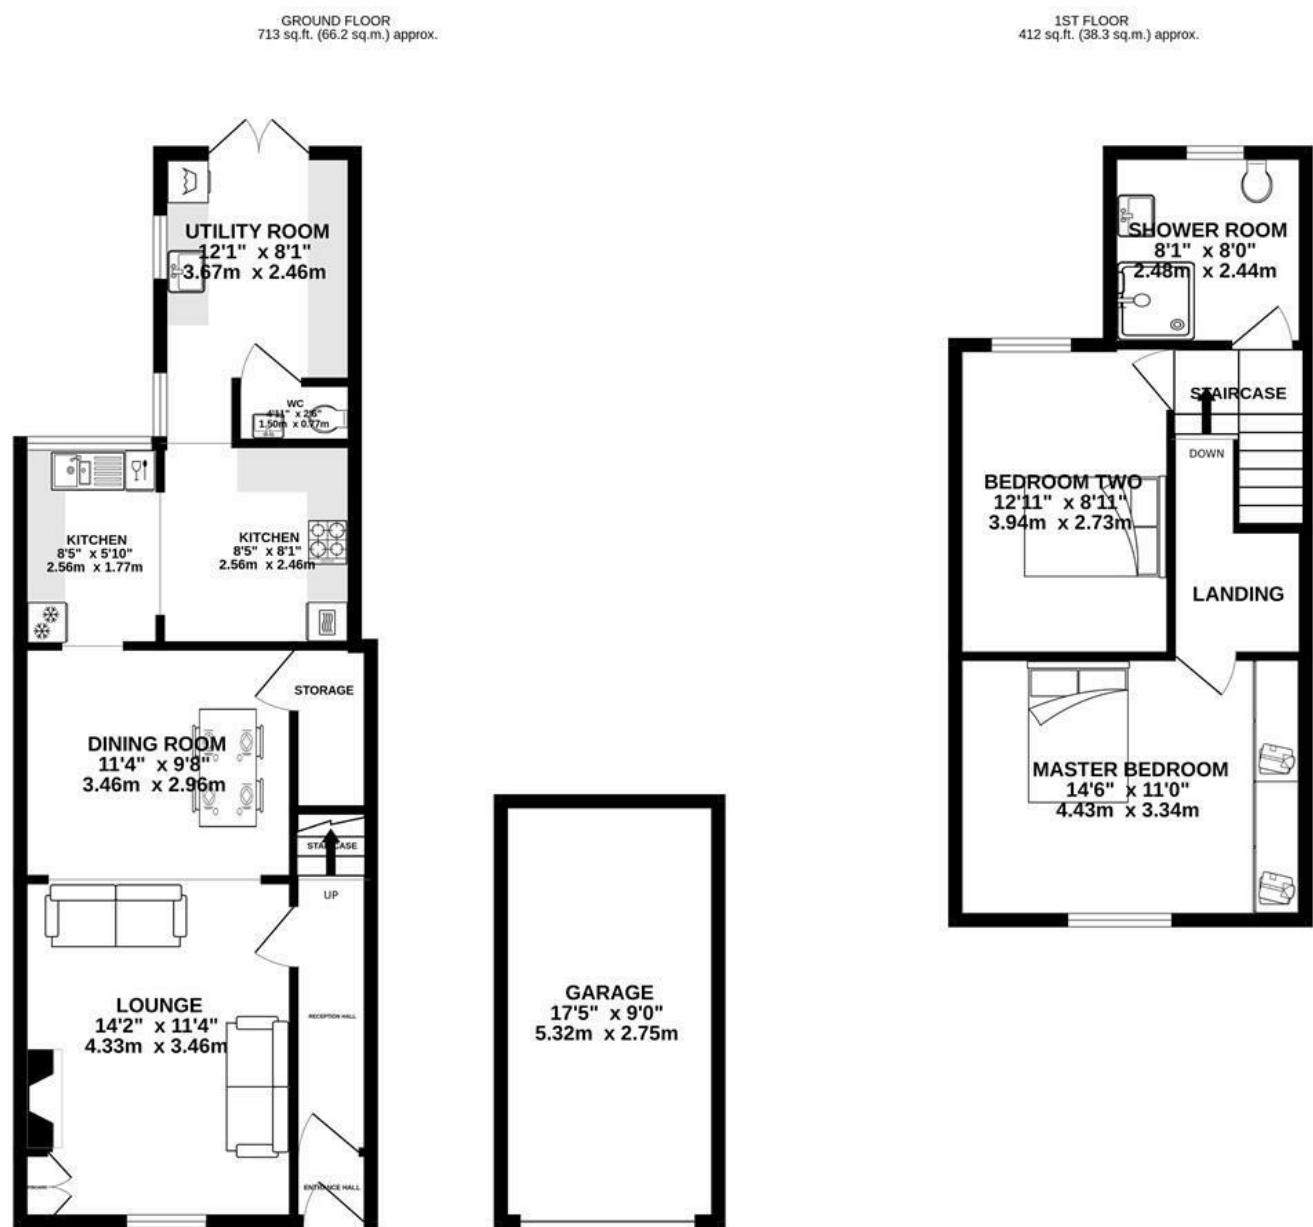 GROUND FLOOR
713 sq.ft. (66.2 sq.m.) approx.
UTILITY ROOM
12'1" x 8'1"
3.67m x 2.46m
WC
4'11" x 2'6"
1.50m x 0.77m
KITCHEN
8'5" x 5'10"
2.56m x 1.77m
KITCHEN
8'5" x 8'1"
2.56m x 2.46m
STORAGE
DINING ROOM
11'4" x 9'8"
3.46m x 2.96m
STAIRCASE
UP
LOUNGE
14'2" x 11'4"
4.33m x 3.46m
RECEPTION HALL
ENTRANCE HALL
GARAGE
17'5" x 9'0"
5.32m x 2.75m
1ST FLOOR
412 sq.ft. (38.3 sq.m.) approx.
SHOWER ROOM
8'1" x 8'0"
2.48m x 2.44m
STAIRCASE
DOWN
BEDROOM TWO
12'11" x 8'11"
3.94m x 2.73m
LANDING
MASTER BEDROOM
14'6" x 11'0"
4.43m x 3.34m